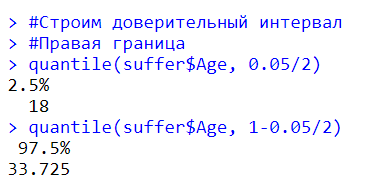 > #Строим доверительный интервал
> #Правая граница
> quantile(suffer$Age, 0.05/2)
2.5%
18
> quantile(suffer$Age, 1-0.05/2)
97.5%
33.725